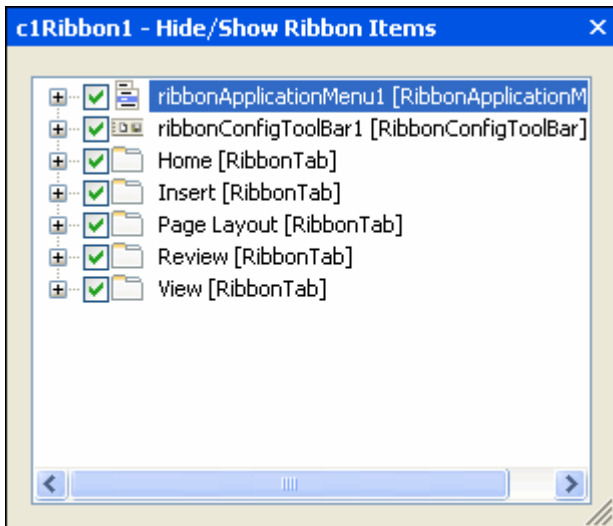 c1Ribbon1 - Hide/Show Ribbon Items
ribbonApplicationMenu1 [RibbonApplicationM
ribbonConfigToolBar1 [RibbonConfigToolBar]
Home [RibbonTab]
Insert [RibbonTab]
Page Layout [RibbonTab]
Review [RibbonTab]
View [RibbonTab]